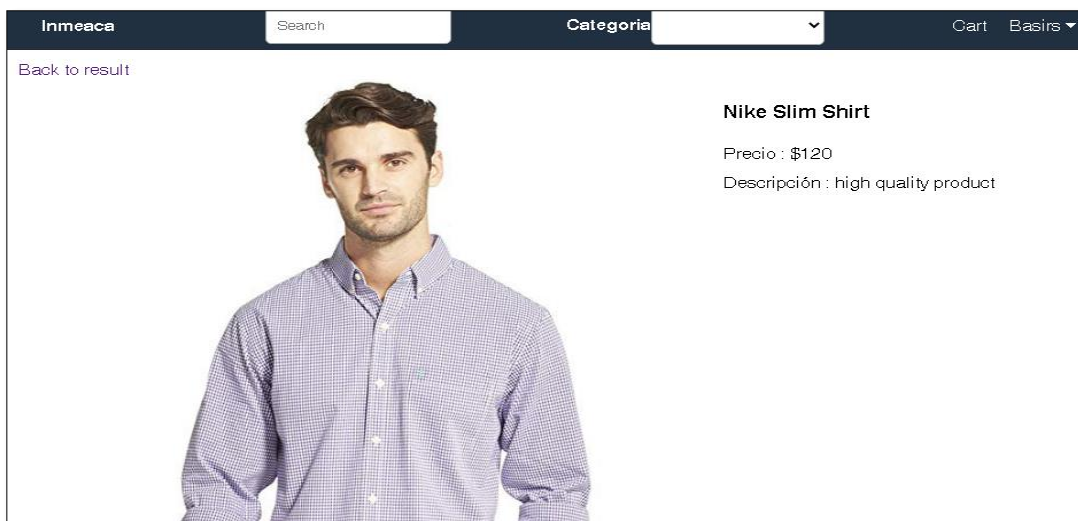 Inmeaca
Search
Categoria
Cart
Basirs
Back to result
Nike Slim Shirt
Precio : $120
Descripción : high quality product